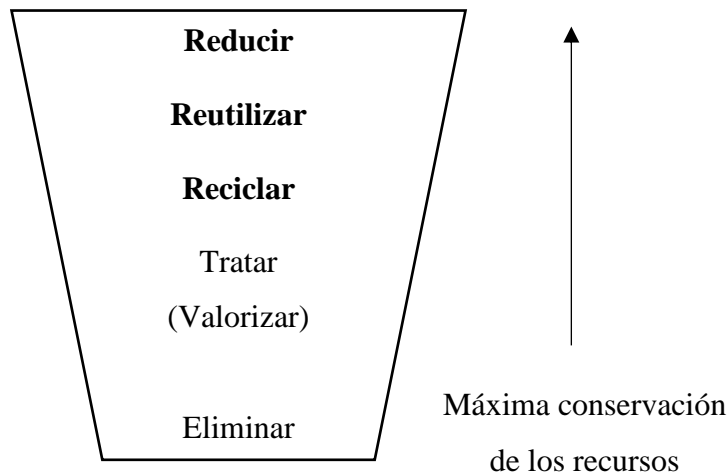 Reducir
Reutilizar
Reciclar
Tratar
(Valorizar)
Eliminar
Máxima conservación
de los recursos